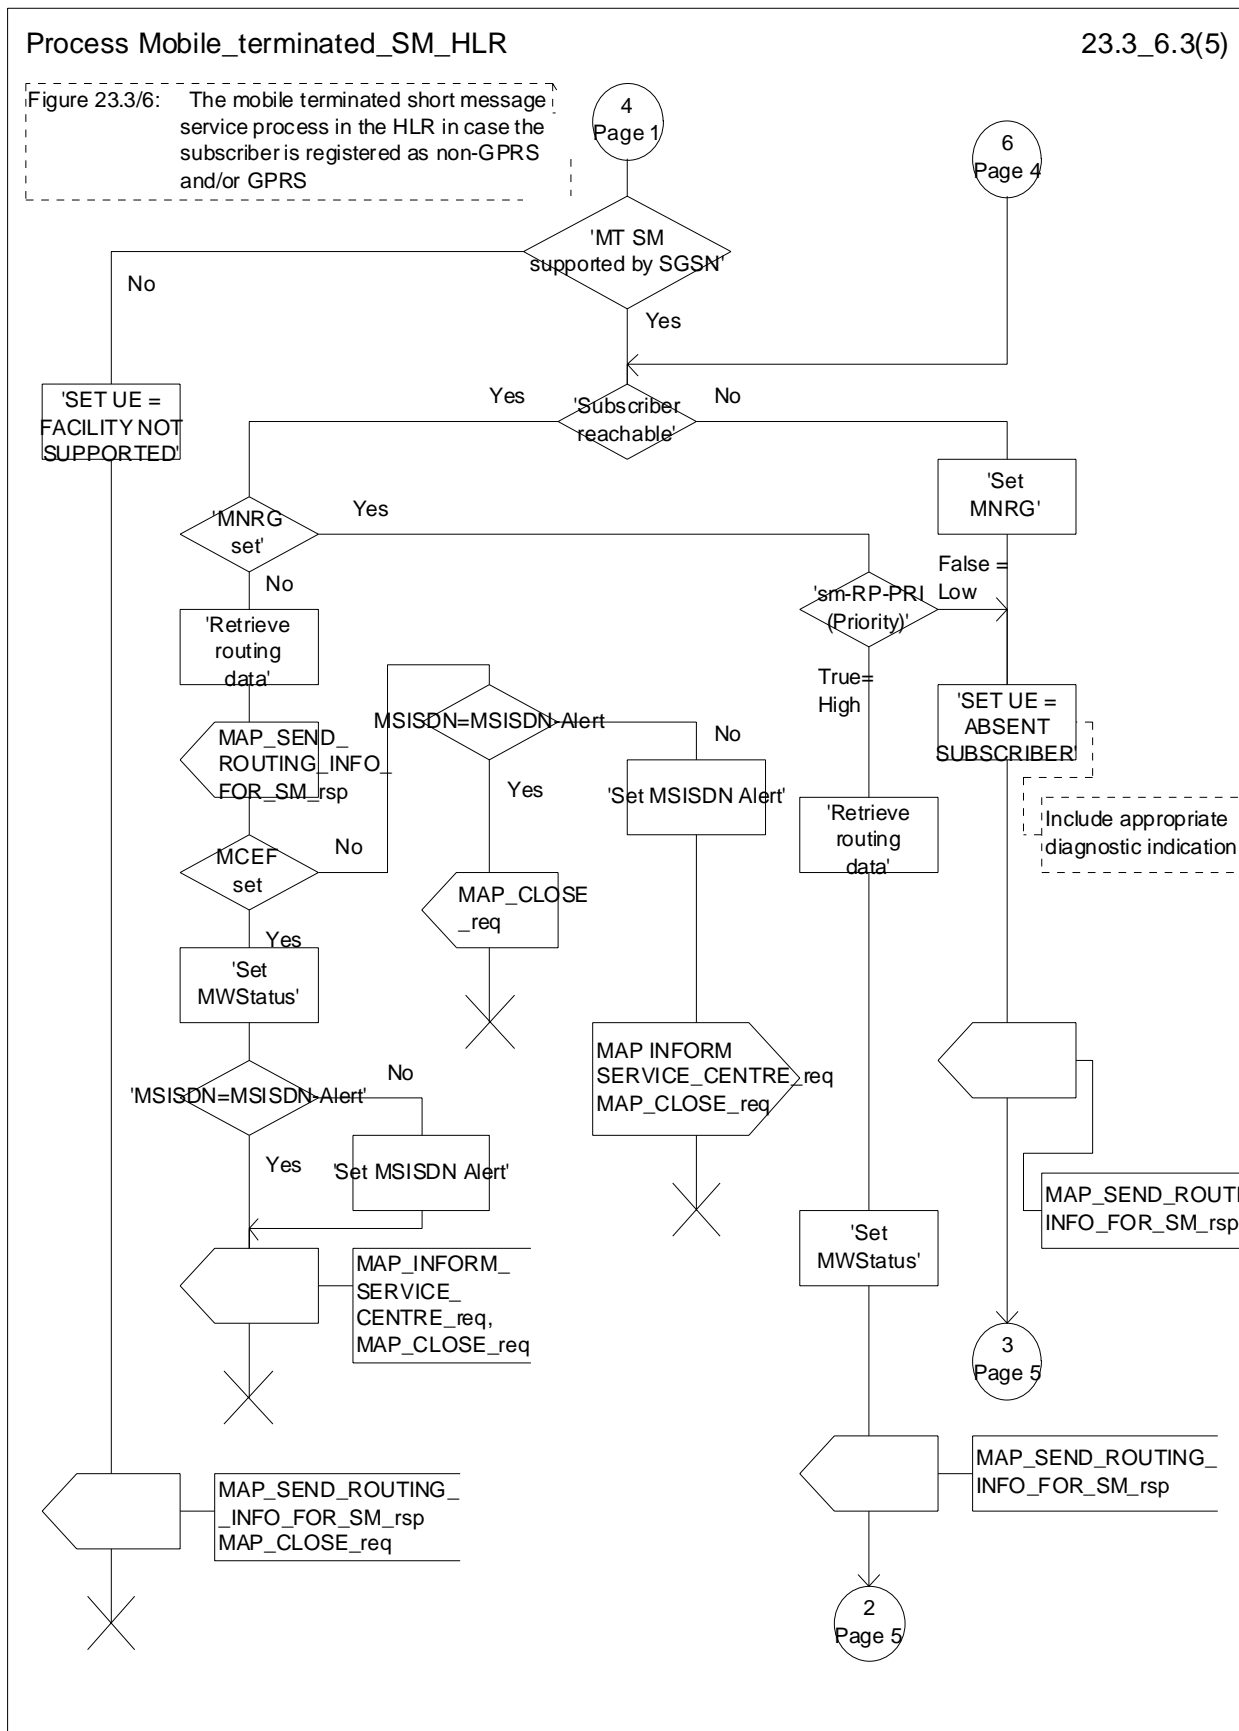 Process Mobile_terminated_SM_HLR
23.3_6.3(5)
Figure 23.3/6: The mobile terminated short message
service process in the HLR in case the
subscriber is registered as non-GPRS
and/or GPRS
4
Page 1
6
Page 4
'MT SM
supported by SGSN'
No
Yes
'SET UE =
FACILITY NOT
SUPPORTED'
Yes
'Subscriber
reachable'
No
'Set
MNRG'
'MNRG
set'
Yes
No
'sm-RP-PRI
(Priority)'
False =
Low
True=
High
'Retrieve
routing
data'
MSISDN=MSISDN-Alert
No
Yes
'SET UE =
ABSENT
SUBSCRIBER'
MAP_SEND_
ROUTING_INFO_
FOR_SM_rsp
'Set MSISDN Alert'
'Retrieve
routing
data'
Include appropriate
diagnostic indication
MCEF
set
No
Yes
MAP_CLOSE
_req
'Set
MWStatus'
MAP INFORM
SERVICE_CENTRE_req
MAP_CLOSE_req
'MSISDN=MSISDN-Alert'
No
Yes
'Set MSISDN Alert'
MAP_SEND_ROUTI
INFO_FOR_SM_rsp
'Set
MWStatus'
MAP_INFORM_
SERVICE_
CENTRE_req,
MAP_CLOSE_req
3
Page 5
MAP_SEND_ROUTING_
INFO_FOR_SM_rsp
MAP_SEND_ROUTING_
_INFO_FOR_SM_rsp
MAP_CLOSE_req
2
Page 5